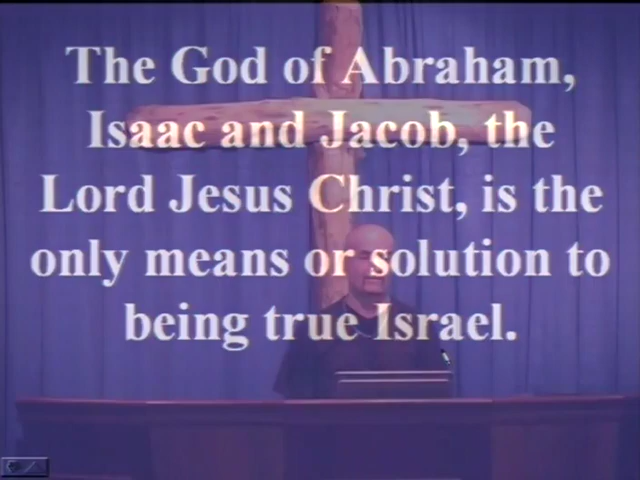 The God of Abraham,
Isaac and Jacob, the
Lord Jesus Christ, is the
only means or solution to
being true Israel.